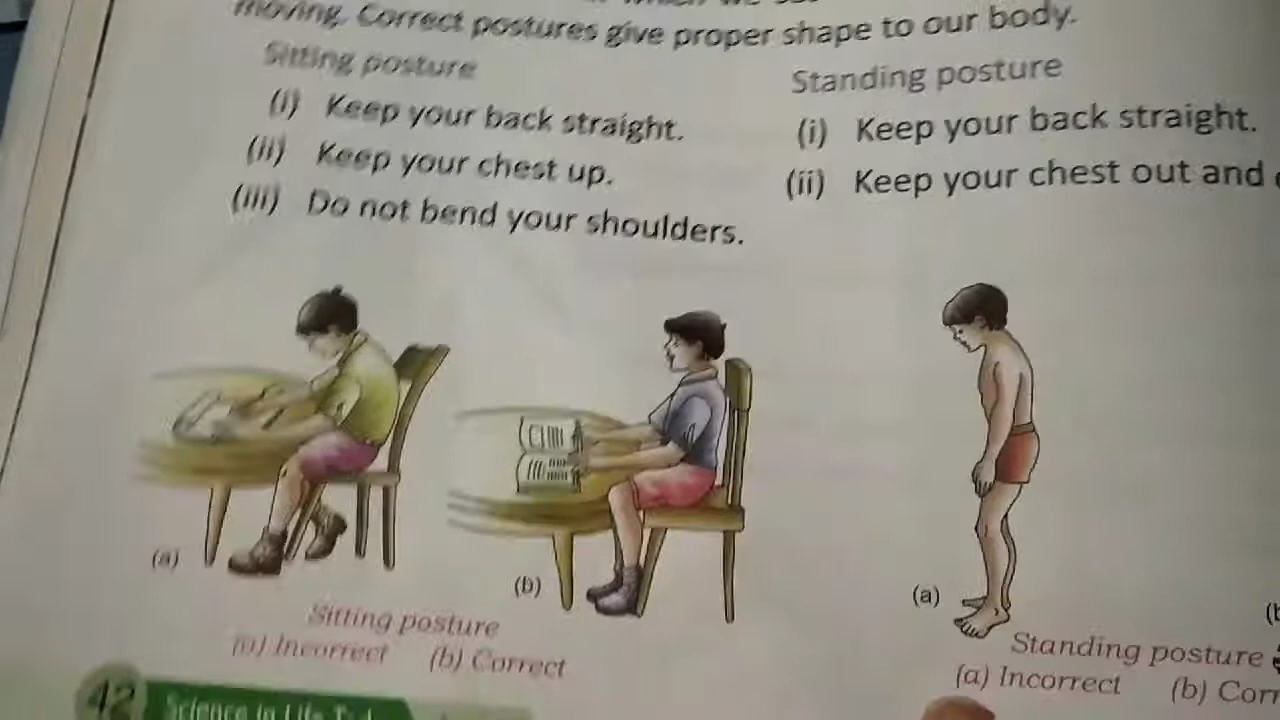 moving. Correct postures give proper shape to our body.
Sitting posture
(i) Keep your back straight.
(ii) Keep your chest up.
(iii) Do not bend your shoulders.
Standing posture
(i) Keep your back straight.
(ii) Keep your chest out and
(a)
(b)
Sitting posture
(a) Incorrect (b) Correct
(a)
Standing posture
(a) Incorrect (b)
42 Science in